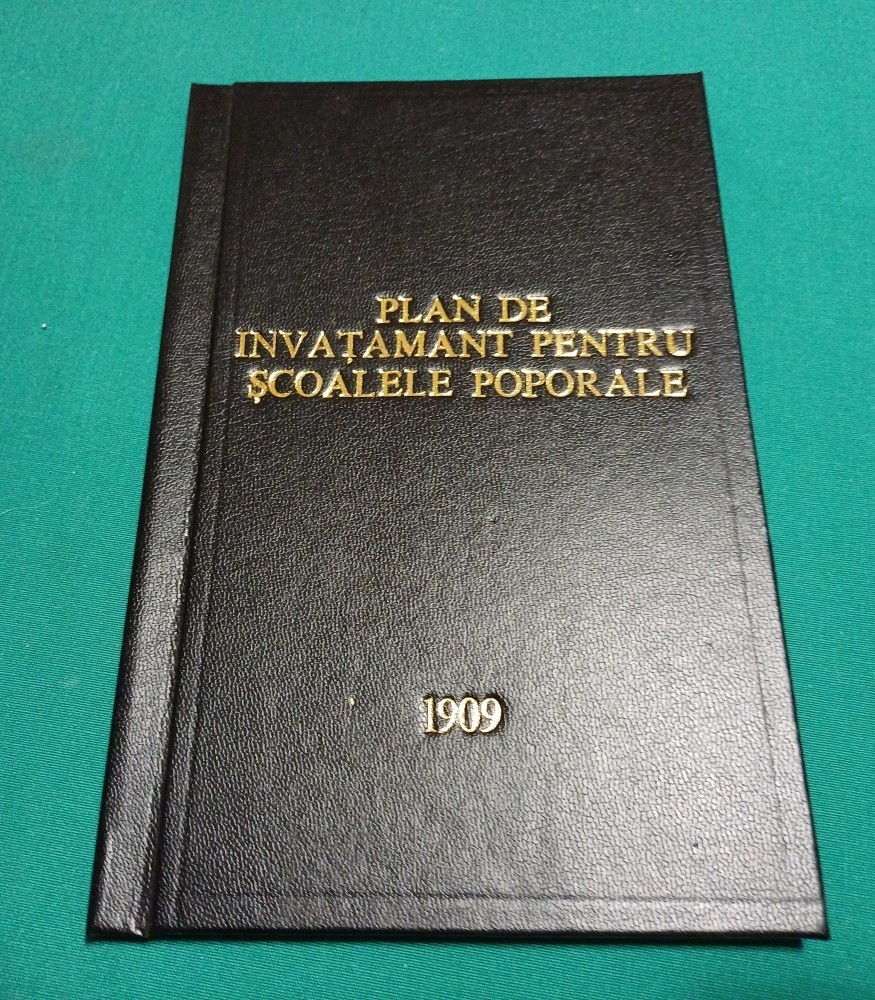 PLAN DE
INVAȚAMANT PENTRU
ȘCOALELE POPORALE
1909